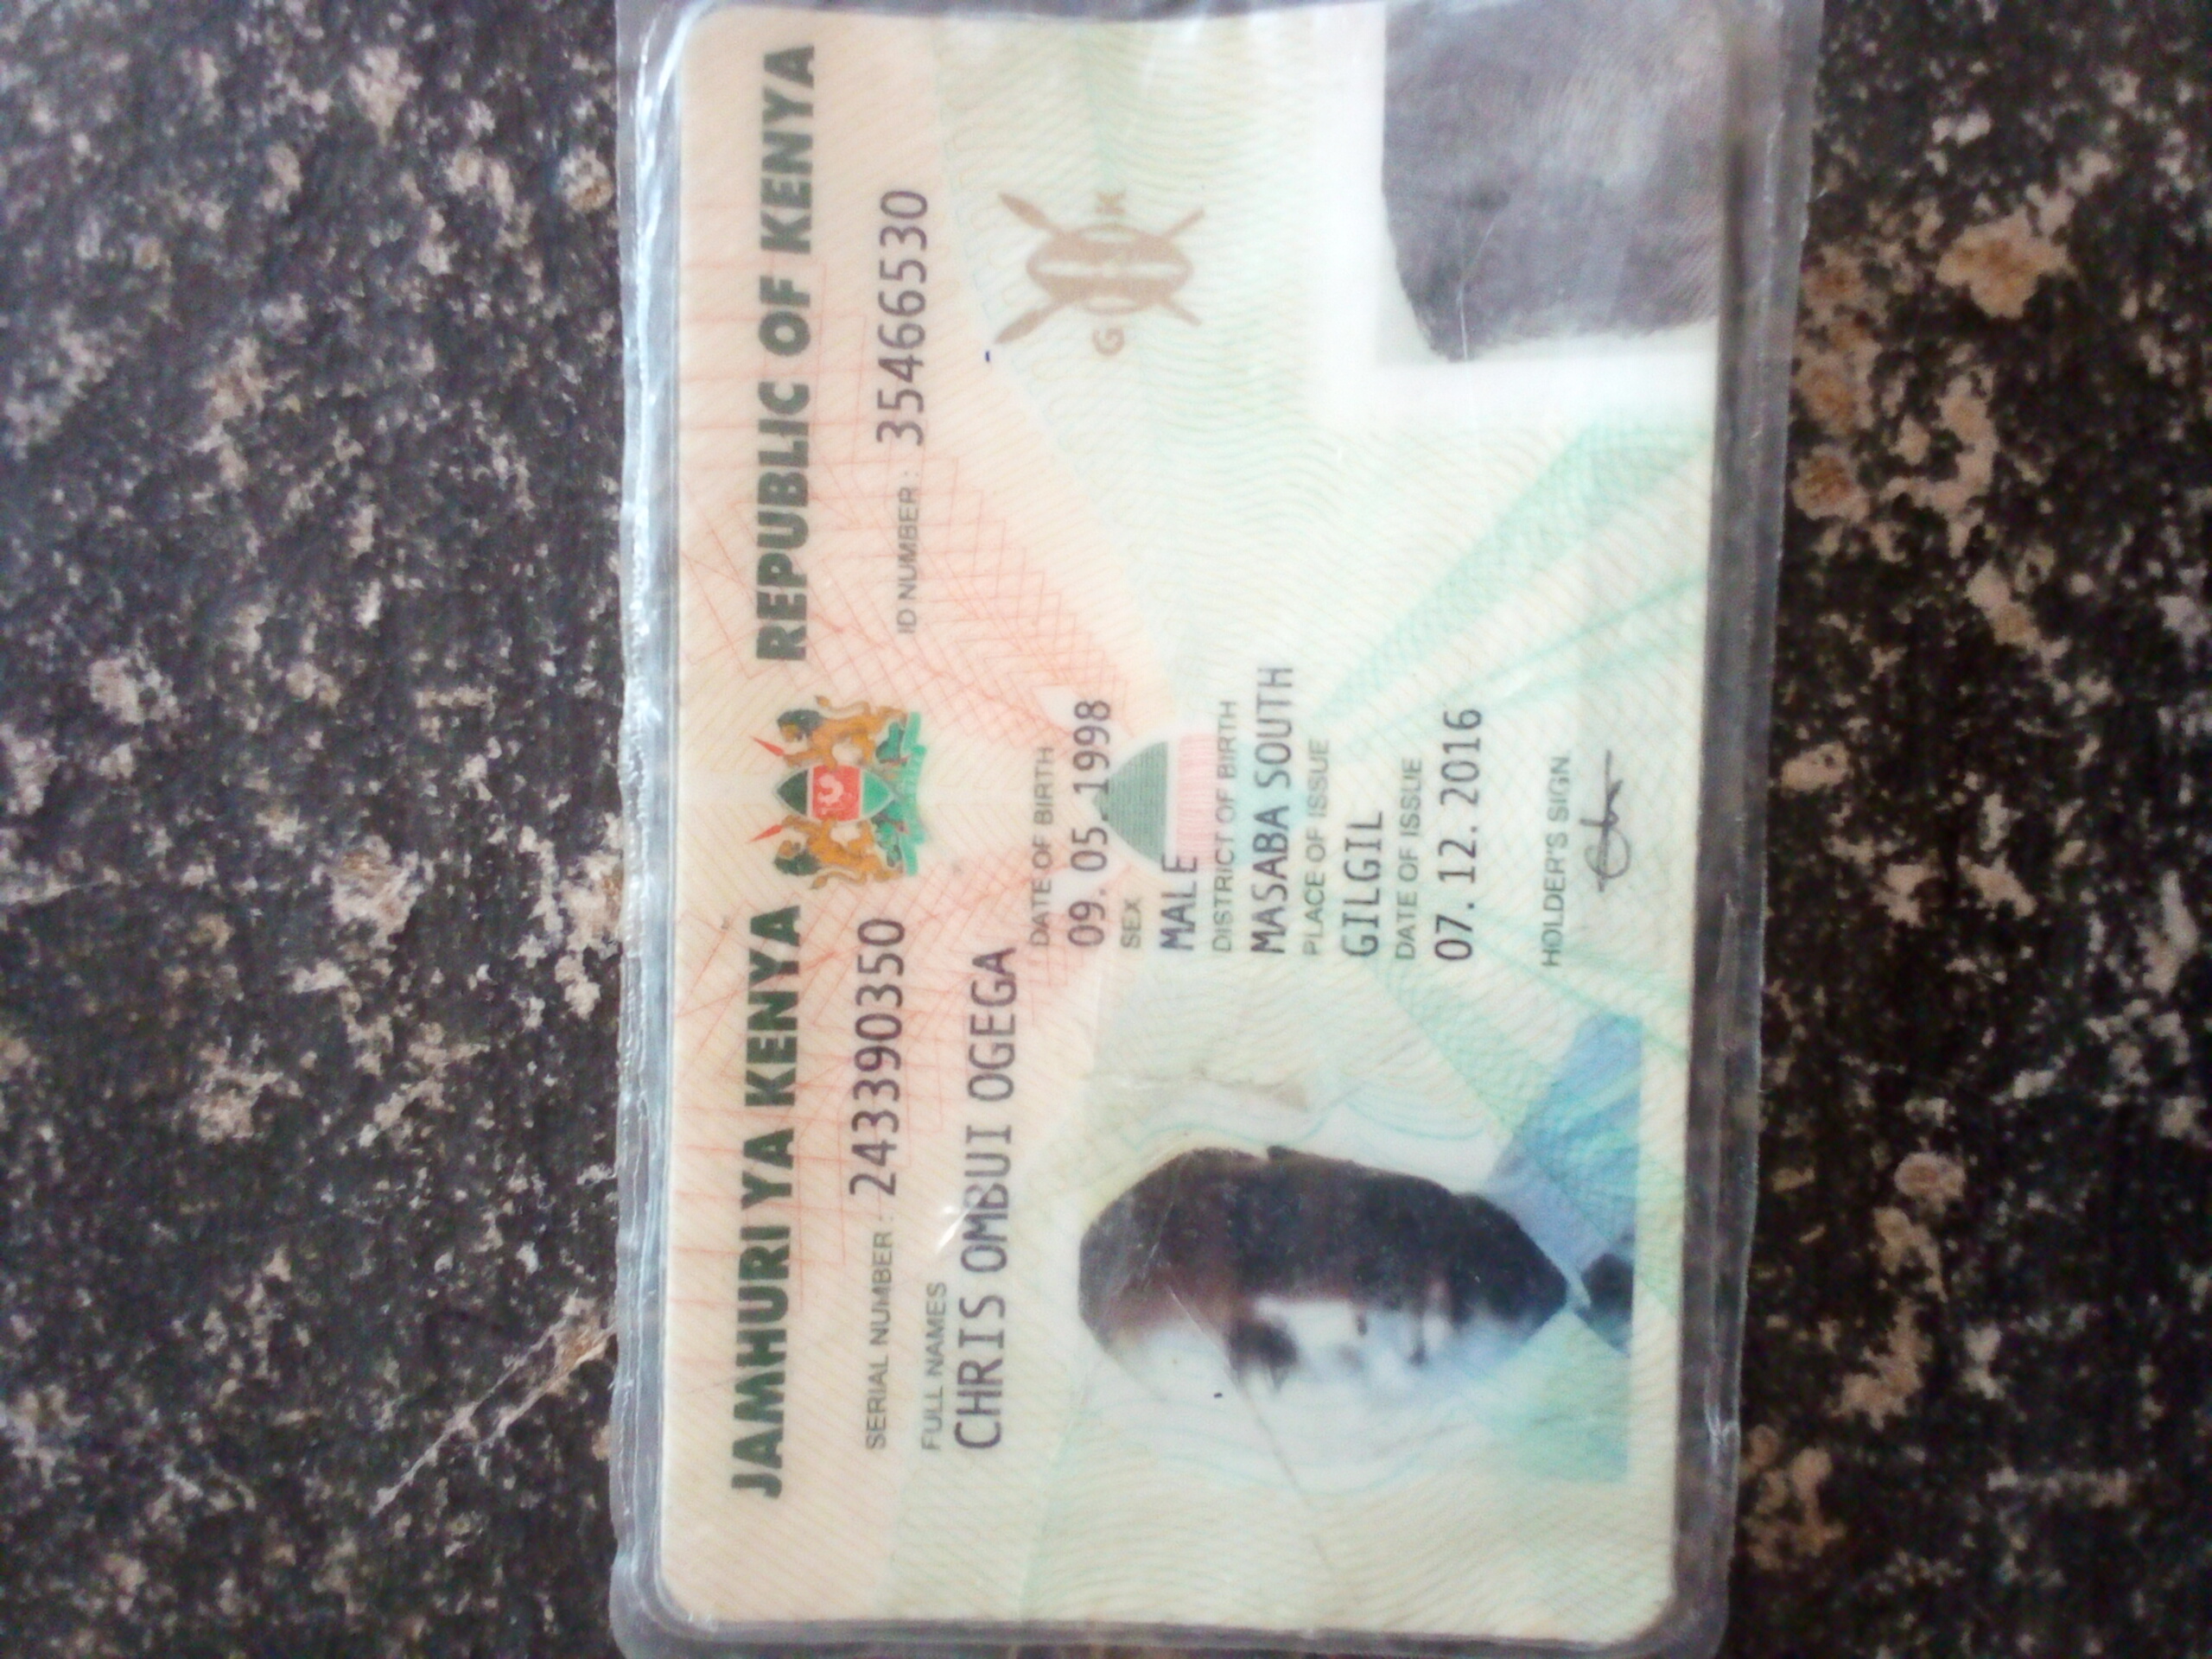 JAMHURI YA KENYA REPUBLIC OF KENYA
SERIAL NUMBER: 243390350 ID NUMBER: 35466530
FULL NAMES
CHRIS OMBUI OGEGA
DATE OF BIRTH
09. 05. 1998
SEX
MALE
DISTRICT OF BIRTH
MASABA SOUTH
PLACE OF ISSUE
GILGIL
DATE OF ISSUE
07. 12. 2016
HOLDER'S SIGN.
G K